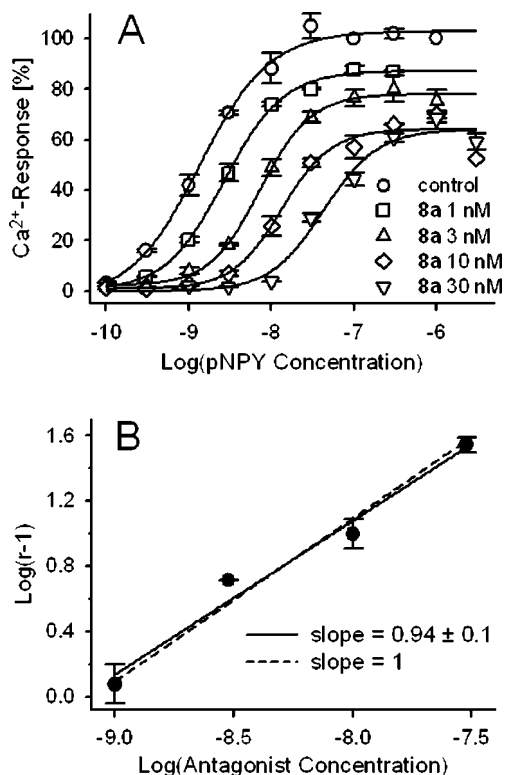 A
Ca2+-Response [%]
100
80
60
40
20
0
control
8a 1 nM
8a 3 nM
8a 10 nM
8a 30 nM
-10
-9
-8
-7
-6
Log(pNPY Concentration)
B
Log(r-1)
1.6
1.2
0.8
0.4
0.0
slope = 0.94 ± 0.1
slope = 1
-9.0
-8.5
-8.0
-7.5
Log(Antagonist Concentration)